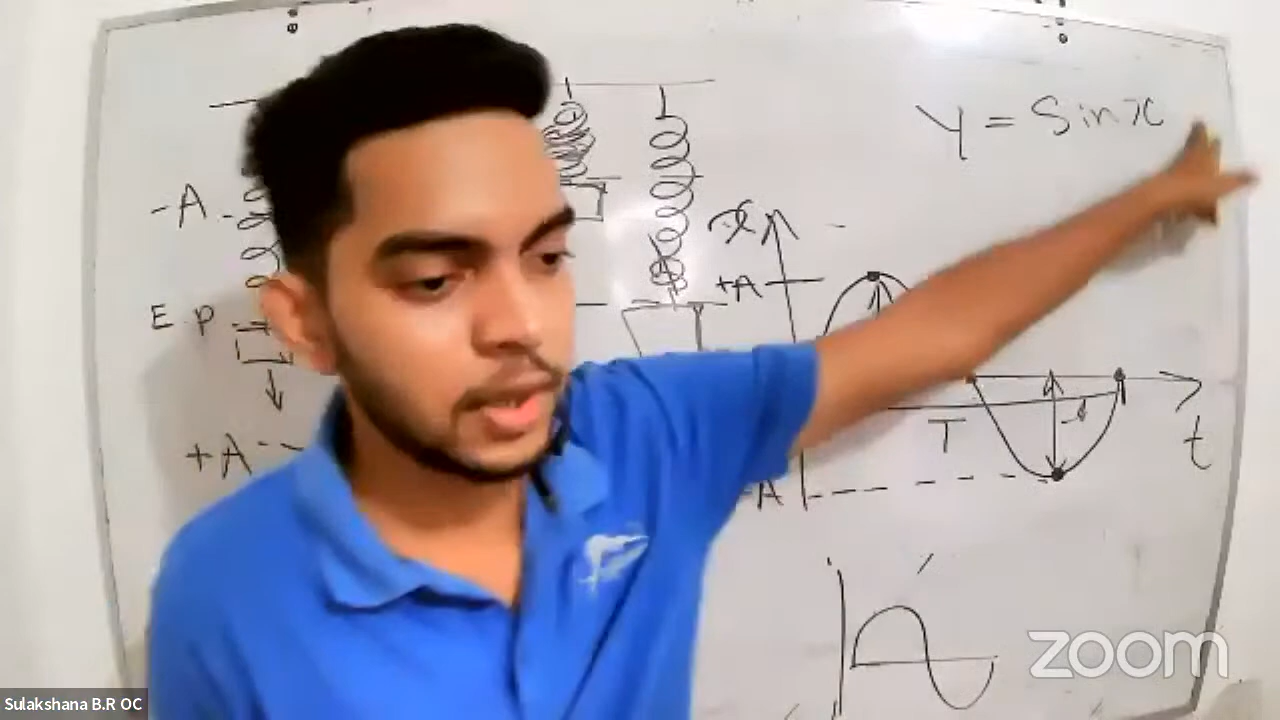 Y = Sin x
-A
x
+A
E.P
T
A
t
+A
-A
zoom
Sulakshana B.R OC